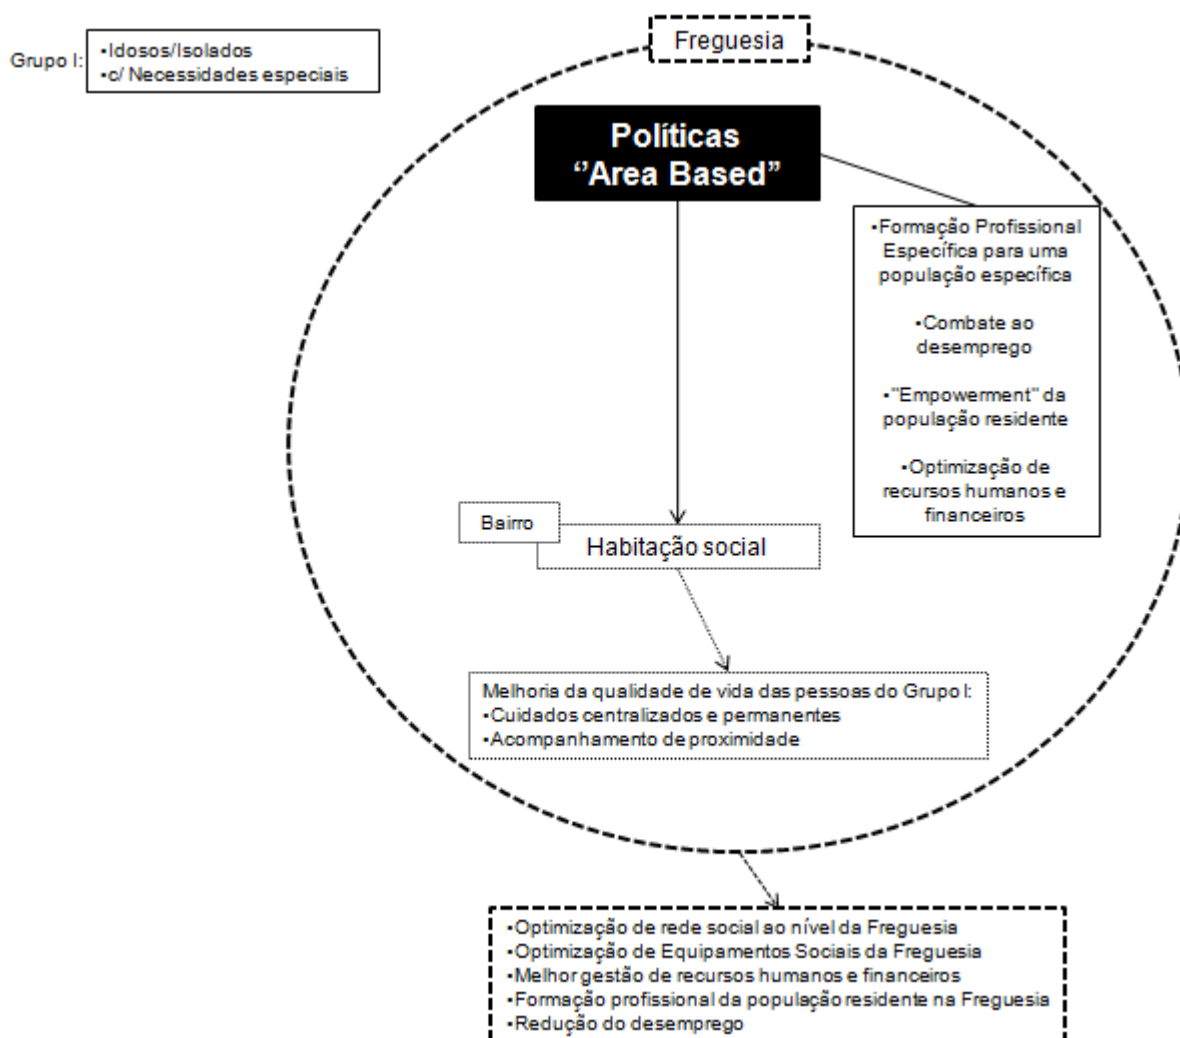 Freguesia
Grupo I:
▪Idosos/Isolados
▪c/ Necessidades especiais
Políticas
‘’Area Based”
▪Formação Profissional
Específica para uma
população específica
▪Combate ao
desemprego
▪"Empowerment" da
população residente
▪Optimização de
recursos humanos e
financeiros
Bairro
Habitação social
Melhoria da qualidade de vida das pessoas do Grupo I:
▪Cuidados centralizados e permanentes
▪Acompanhamento de proximidade
▪Optimização de rede social ao nível da Freguesia
▪Optimização de Equipamentos Sociais da Freguesia
▪Melhor gestão de recursos humanos e financeiros
▪Formação profissional da população residente na Freguesia
▪Redução do desemprego